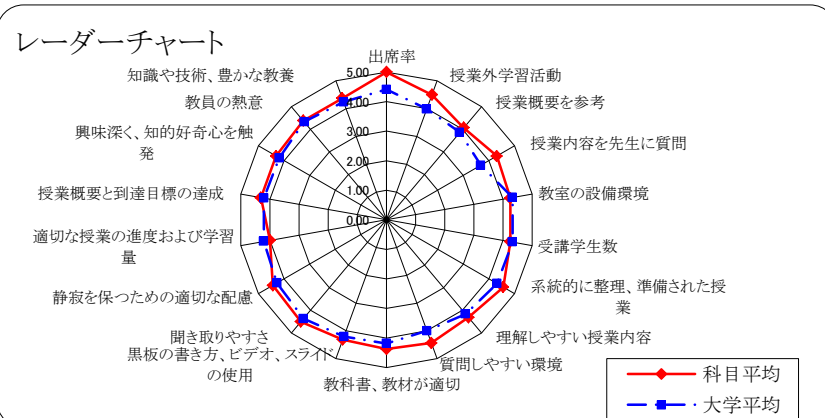 レーダーチャート
出席率
授業外学習活動
授業概要を参考
授業内容を先生に質問
教室の設備環境
受講学生数
系統的に整理、準備された授
業
理解しやすい授業内容
質問しやすい環境
教科書、教材が適切
黒板の書き方、ビデオ、スライド
の使用
聞き取りやすさ
静寂を保つための適切な配慮
適切な授業の進度および学習
量
授業概要と到達目標の達成
興味深く、知的好奇心を触
発
教員の熱意
知識や技術、豊かな教養
5.00
4.00
3.00
2.00
1.00
0.00
科目平均
大学平均